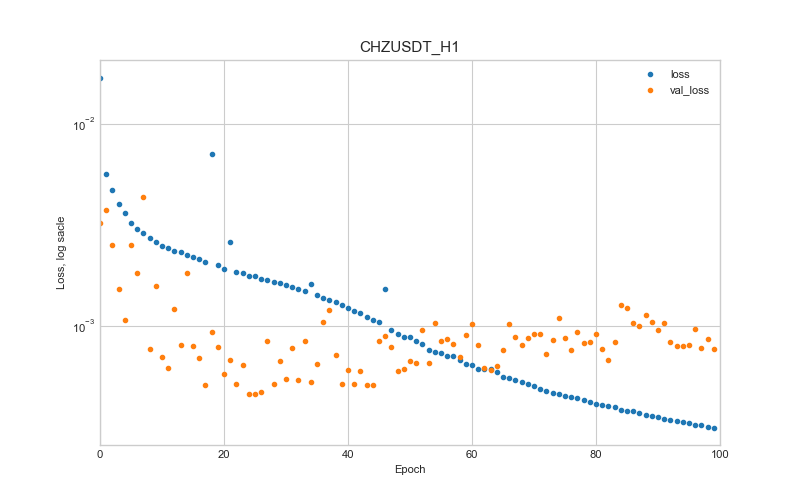 CHZUSDT_H1
loss
val_loss
10⁻²
10⁻³
Loss, log sacle
0 20 40 60 80 100
Epoch